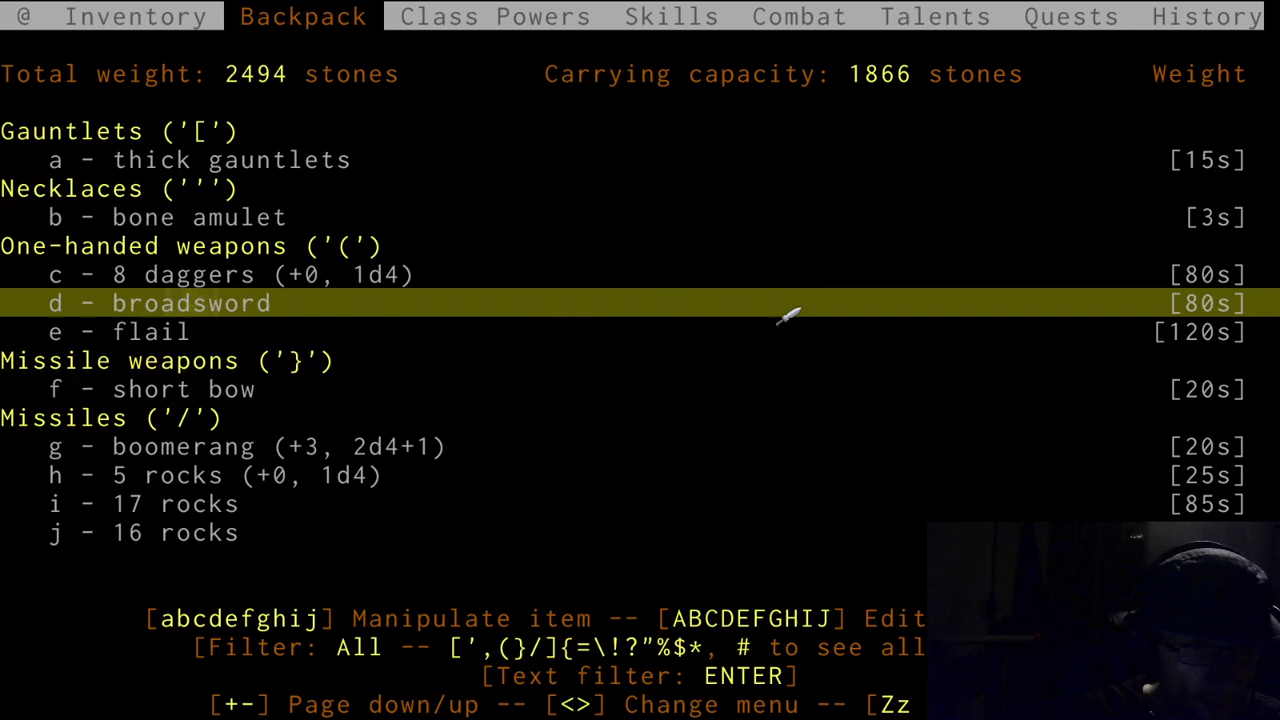 @ Inventory Backpack Class Powers Skills Combat Talents Quests History
Total weight: 2494 stones Carrying capacity: 1866 stones Weight
Gauntlets ('[')
a - thick gauntlets [15s]
Necklaces (''')
b - bone amulet [3s]
One-handed weapons ('(')
c - 8 daggers (+0, 1d4) [80s]
d - broadsword [80s]
e - flail [120s]
Missile weapons ('}')
f - short bow [20s]
Missiles ('/')
g - boomerang (+3, 2d4+1) [20s]
h - 5 rocks (+0, 1d4) [25s]
i - 17 rocks [85s]
j - 16 rocks
[abcdefghij] Manipulate item -- [ABCDEFGHIJ] Edit
[Filter: All -- [',(}/]{=\!?"%$*, # to see all
[Text filter: ENTER]
[+-] Page down/up -- [<>] Change menu -- [Zz